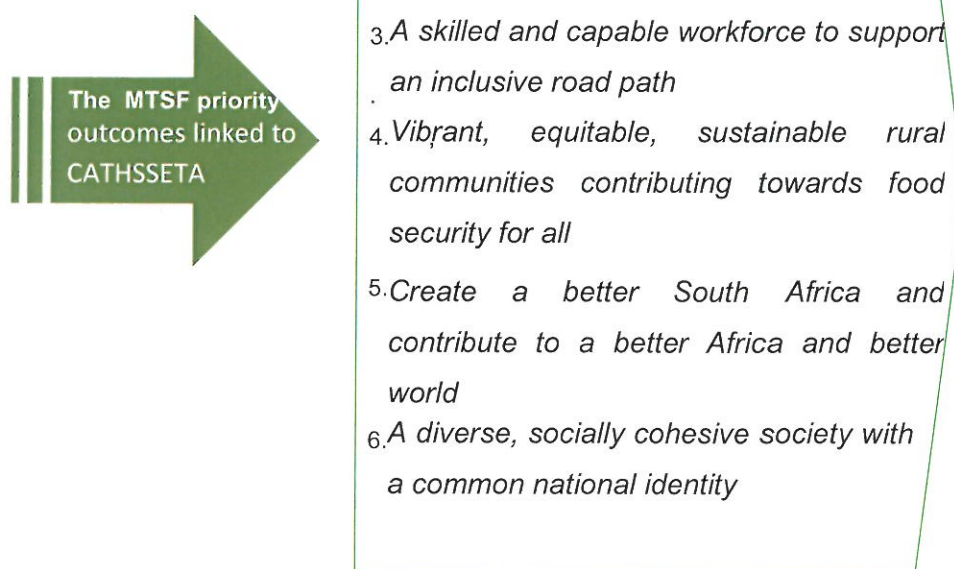 The MTSF priority
outcomes linked to
CATHSSETA
3. A skilled and capable workforce to support
an inclusive road path
4. Vibrant, equitable, sustainable rural
communities contributing towards food
security for all
5. Create a better South Africa and
contribute to a better Africa and better
world
6. A diverse, socially cohesive society with
a common national identity